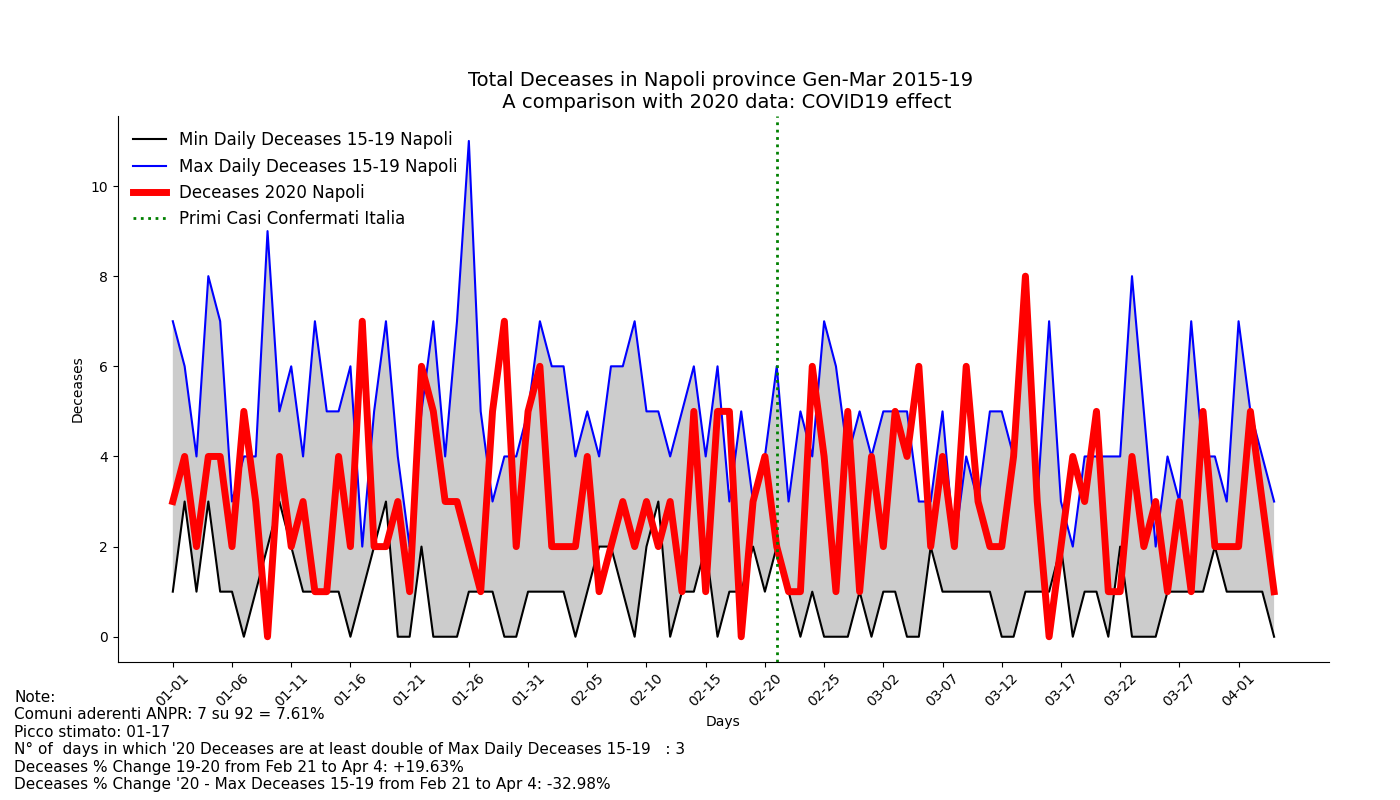 Total Deceases in Napoli province Gen-Mar 2015-19
A comparison with 2020 data: COVID19 effect
Min Daily Deceases 15-19 Napoli
Max Daily Deceases 15-19 Napoli
Deceases 2020 Napoli
Primi Casi Confermati Italia
Deceases
10
8
6
4
2
0
01-01 01-06 01-11 01-16 01-21 01-26 01-31 02-05 02-10 02-15 02-20 02-25 03-02 03-07 03-12 03-17 03-22 03-27 04-01
Days
Note:
Comuni aderenti ANPR: 7 su 92 = 7.61%
Picco stimato: 01-17
N° of  days in which '20 Deceases are at least double of Max Daily Deceases 15-19   : 3
Deceases % Change 19-20 from Feb 21 to Apr 4: +19.63%
Deceases % Change '20 - Max Deceases 15-19 from Feb 21 to Apr 4: -32.98%